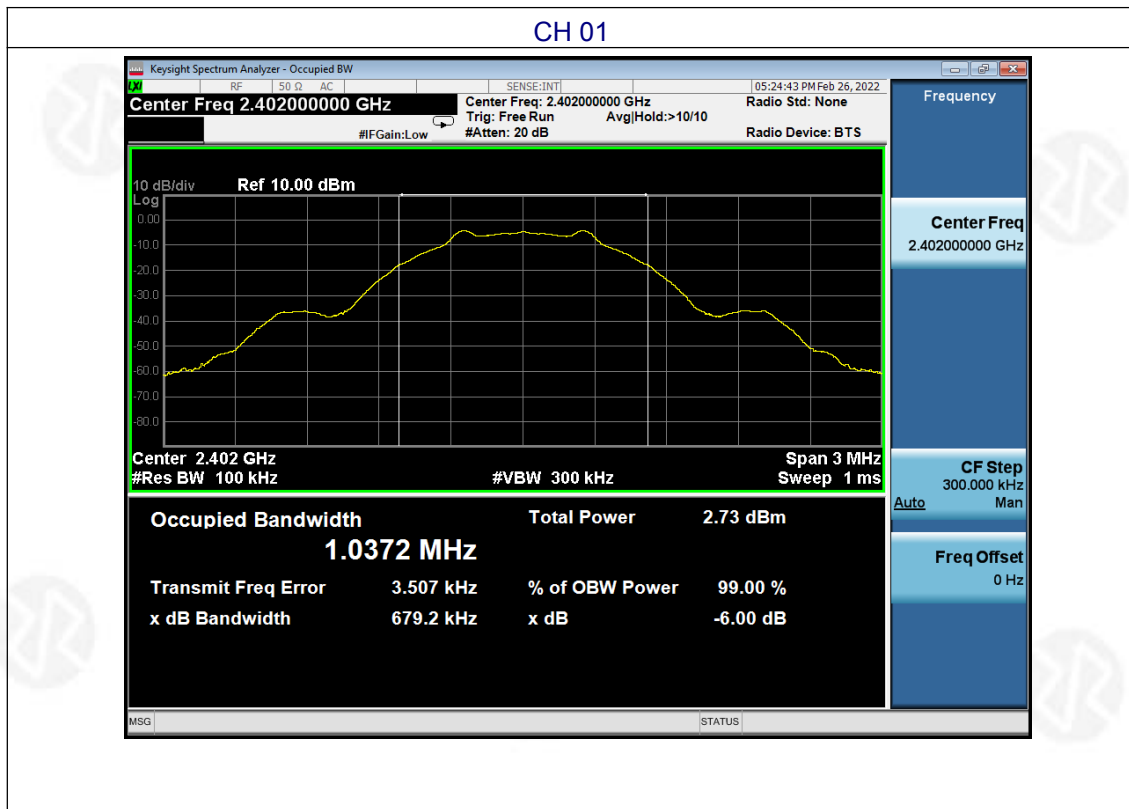 CH 01
Keysight Spectrum Analyzer - Occupied BW
LXI RF 50 Ω AC SENSE:INT 05:24:43 PM Feb 26, 2022
Center Freq 2.402000000 GHz
Center Freq: 2.402000000 GHz Radio Std: None
Trig: Free Run Avg|Hold:>10/10
#IFGain:Low #Atten: 20 dB Radio Device: BTS
10 dB/div Ref 10.00 dBm
Log
0.00
-10.0
-20.0
-30.0
-40.0
-50.0
-60.0
-70.0
-80.0
Center 2.402 GHz Span 3 MHz
#Res BW 100 kHz #VBW 300 kHz Sweep 1 ms
Occupied Bandwidth Total Power 2.73 dBm
1.0372 MHz
Transmit Freq Error 3.507 kHz % of OBW Power 99.00 %
x dB Bandwidth 679.2 kHz x dB -6.00 dB
MSG STATUS
Frequency
Center Freq
2.402000000 GHz
CF Step
300.000 kHz
Auto Man
Freq Offset
0 Hz